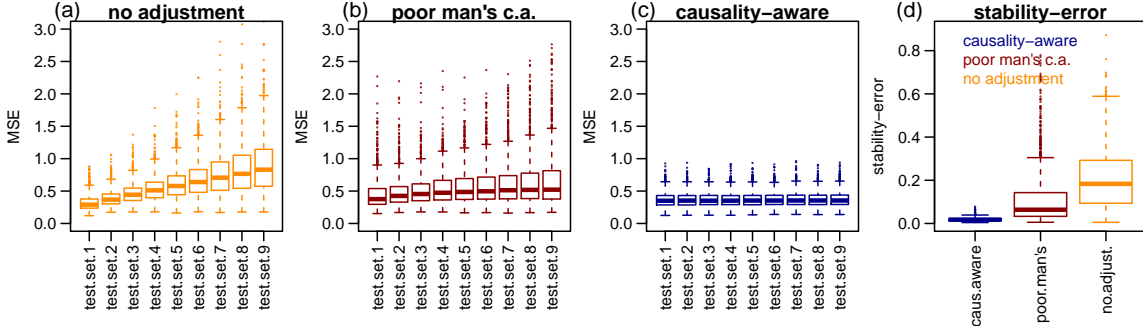 (a) no adjustment
MSE
3.0
2.5
2.0
1.5
1.0
0.5
0.0
test.set.1
test.set.2
test.set.3
test.set.4
test.set.5
test.set.6
test.set.7
test.set.8
test.set.9
(b) poor man's c.a.
MSE
3.0
2.5
2.0
1.5
1.0
0.5
0.0
test.set.1
test.set.2
test.set.3
test.set.4
test.set.5
test.set.6
test.set.7
test.set.8
test.set.9
(c) causality−aware
MSE
3.0
2.5
2.0
1.5
1.0
0.5
0.0
test.set.1
test.set.2
test.set.3
test.set.4
test.set.5
test.set.6
test.set.7
test.set.8
test.set.9
(d) stability−error
stability−error
0.8
0.6
0.4
0.2
0.0
causality−aware
poor man's c.a.
no adjustment
caus.aware
poor.man's
no.adjust.